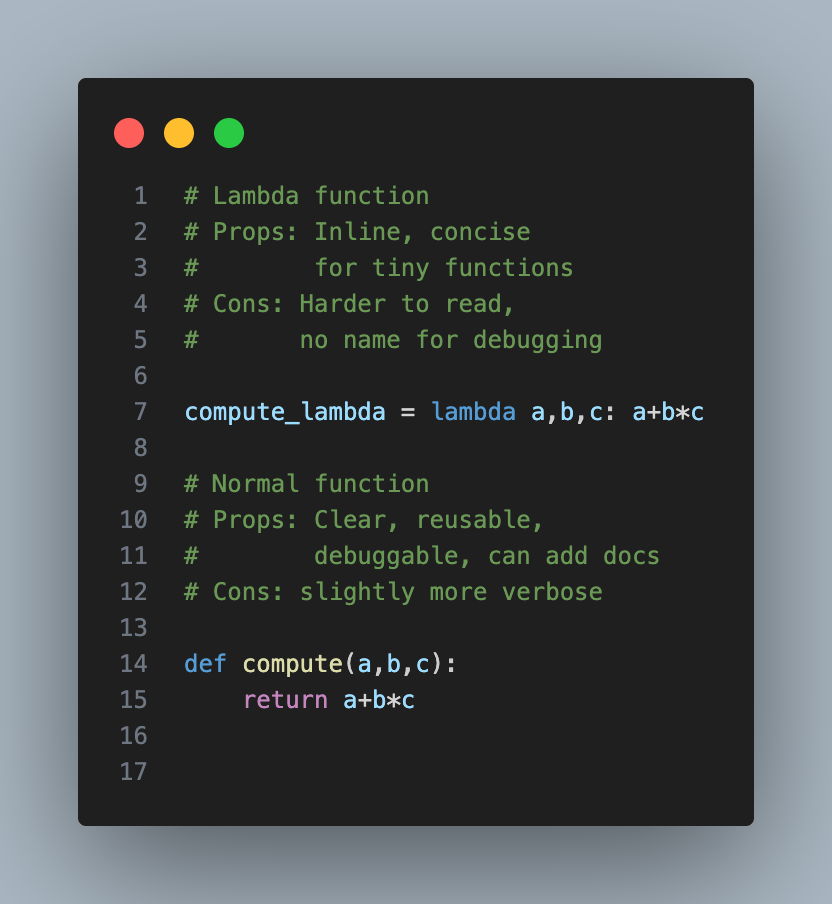 1 # Lambda function
2 # Props: Inline, concise
3 #        for tiny functions
4 # Cons: Harder to read,
5 #       no name for debugging
6
7 compute_lambda = lambda a,b,c: a+b*c
8
9 # Normal function
10 # Props: Clear, reusable,
11 #        debuggable, can add docs
12 # Cons: slightly more verbose
13
14 def compute(a,b,c):
15     return a+b*c
16
17